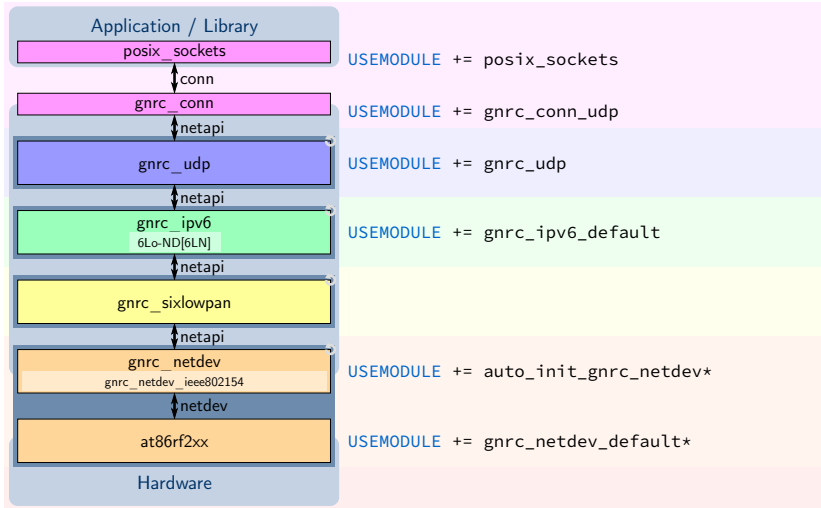 Application / Library
posix_sockets
USEMODULE += posix_sockets
conn
gnrc_conn
USEMODULE += gnrc_conn_udp
netapi
gnrc_udp
USEMODULE += gnrc_udp
netapi
gnrc_ipv6
6Lo-ND[6LN]
USEMODULE += gnrc_ipv6_default
netapi
gnrc_sixlowpan
netapi
gnrc_netdev
gnrc_netdev_ieee802154
USEMODULE += auto_init_gnrc_netdev*
netdev
at86rf2xx
USEMODULE += gnrc_netdev_default*
Hardware